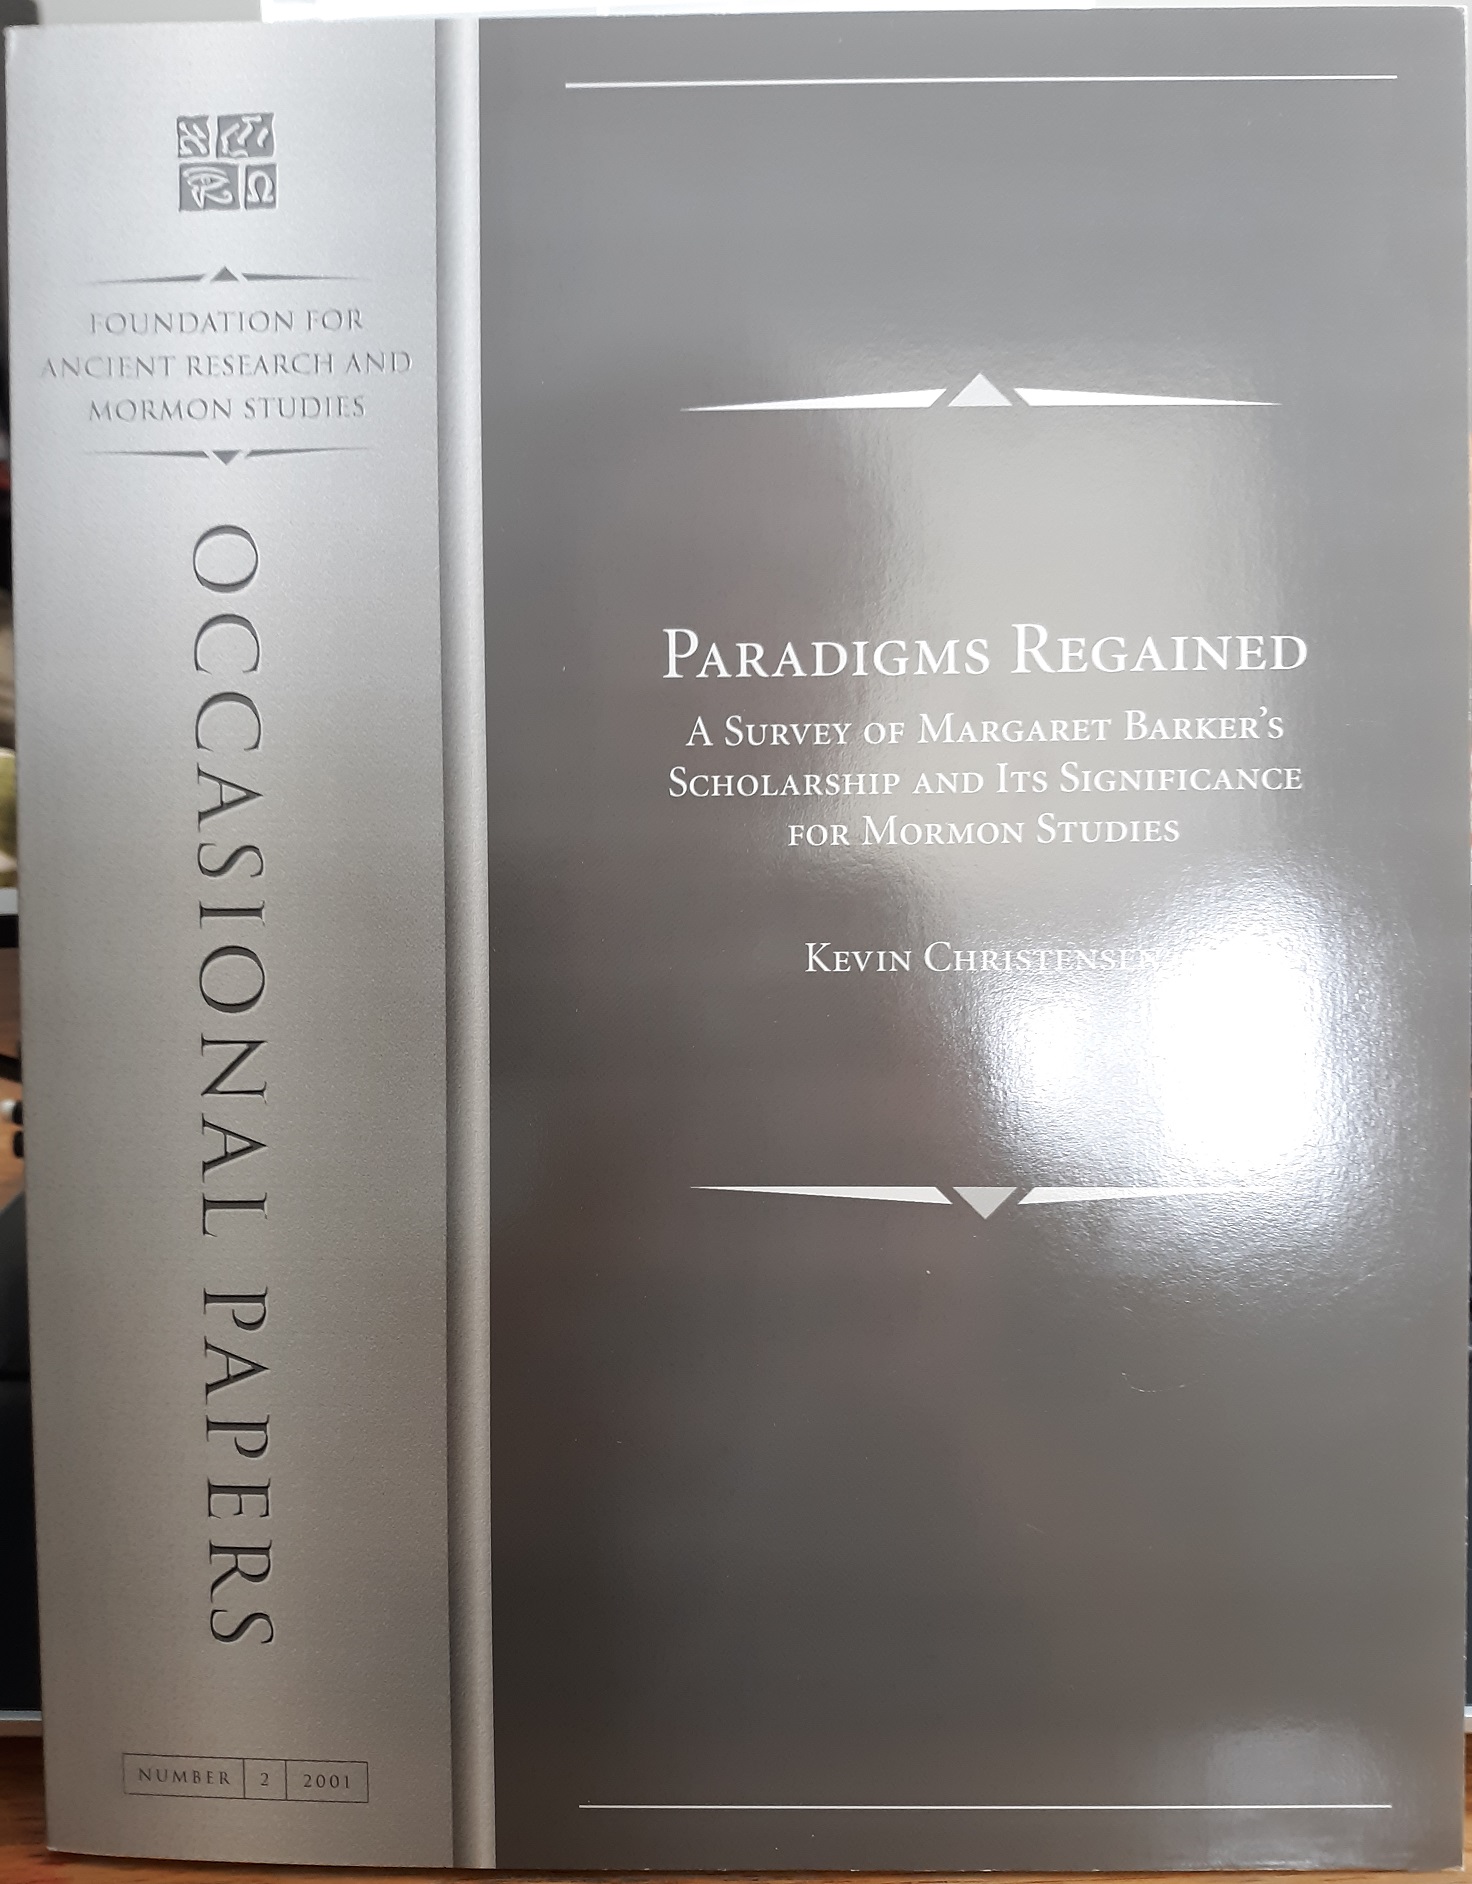 FOUNDATION FOR
ANCIENT RESEARCH AND
MORMON STUDIES
OCCASIONAL PAPERS
NUMBER 2 2001
PARADIGMS REGAINED
A SURVEY OF MARGARET BARKER'S
SCHOLARSHIP AND ITS SIGNIFICANCE
FOR MORMON STUDIES
KEVIN CHRISTENSEN